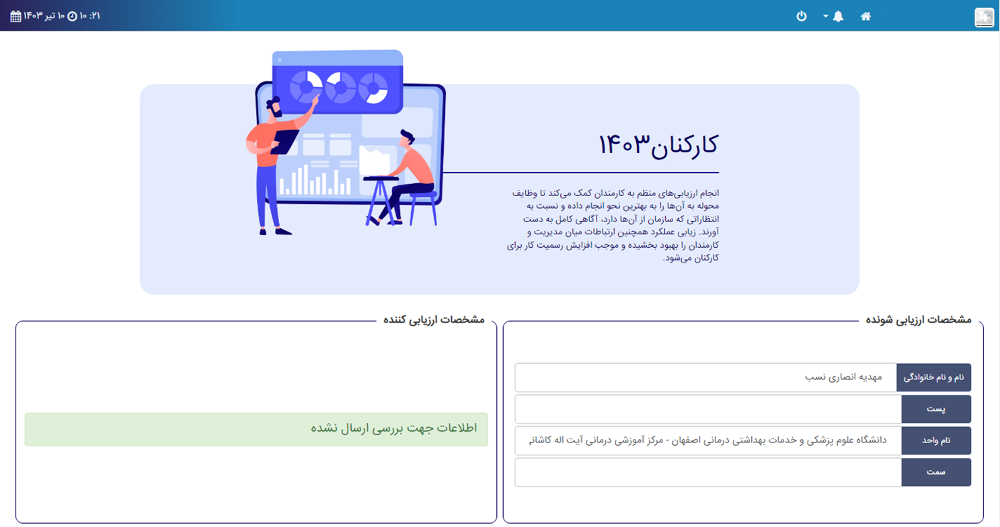 ۱۰ : ۲۱ ۱۰ تیر ۱۴۰۳
کارکنان۱۴۰۳
انجام ارزیابی‌های منظم به کارمندان کمک می‌کند تا وظایف
محوله به آن‌ها را به بهترین نحو انجام داده و نسبت به
انتظاراتی که سازمان از آن‌ها دارد، آگاهی کامل به دست
آورند. زیابی عملکرد همچنین ارتباطات میان مدیریت و
کارمندان را بهبود بخشیده و موجب افزایش رسمیت کار برای
کارکنان می‌شود.
مشخصات ارزیابی شونده
نام و نام خانوادگی مهدیه انصاری نسب
پست
نام واحد دانشگاه علوم پزشکی و خدمات بهداشتی درمانی اصفهان - مرکز آموزشی درمانی آیت اله کاشانی
سمت
مشخصات ارزیابی کننده
اطلاعات جهت بررسی ارسال نشده